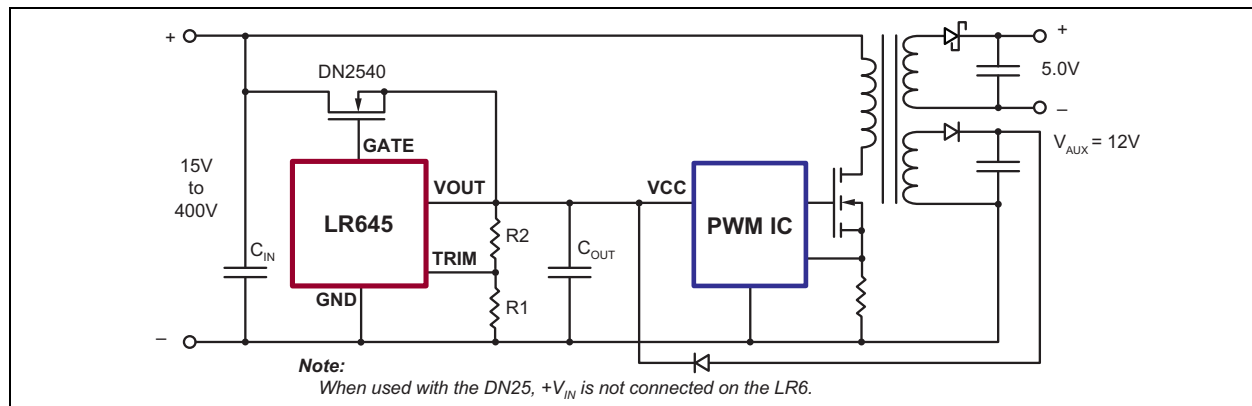 +
DN2540
+
5.0V
–
GATE
V_AUX = 12V
15V
to
400V
VOUT
VCC
LR645
PWM IC
R2
C_IN
TRIM
C_OUT
GND
R1
–
Note:
When used with the DN25, +V_IN is not connected on the LR6.